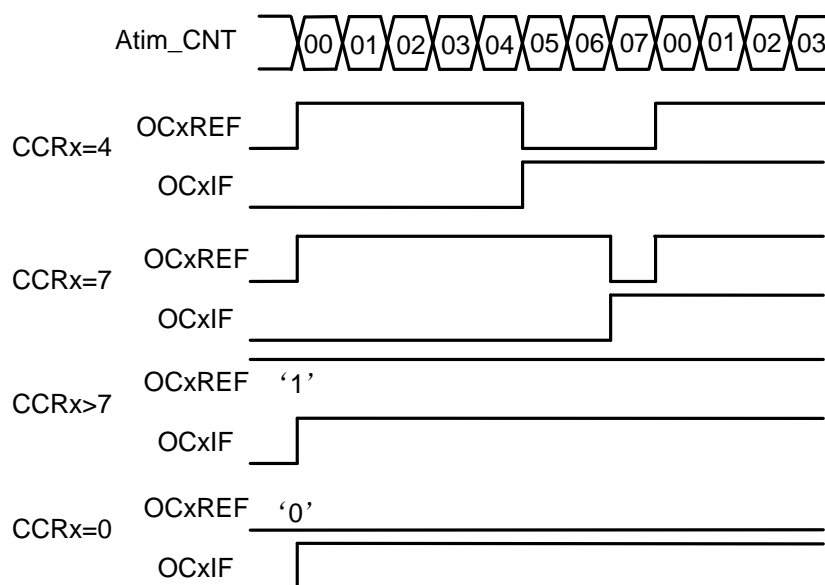 Atim_CNT 00 01 02 03 04 05 06 07 00 01 02 03
OCxREF
CCRx=4
OCxIF
OCxREF
CCRx=7
OCxIF
OCxREF ‘1’
CCRx>7
OCxIF
OCxREF ‘0’
CCRx=0
OCxIF